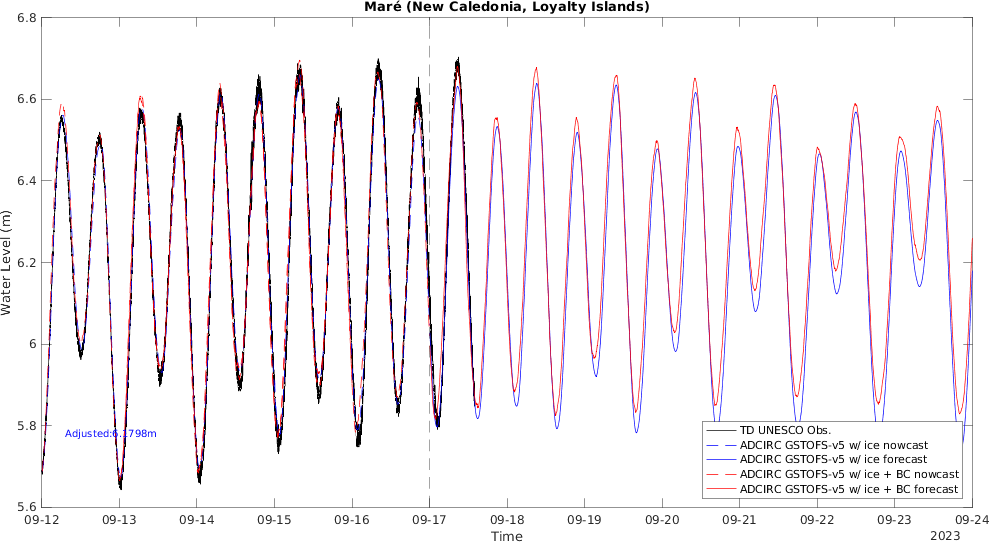 Maré (New Caledonia, Loyalty Islands)
6.8
6.6
6.4
6.2
6
5.8
5.6
Water Level (m)
Adjusted:6.1798m
TD UNESCO Obs.
ADCIRC GSTOFS-v5 w/ ice nowcast
ADCIRC GSTOFS-v5 w/ ice forecast
ADCIRC GSTOFS-v5 w/ ice + BC nowcast
ADCIRC GSTOFS-v5 w/ ice + BC forecast
09-12 09-13 09-14 09-15 09-16 09-17 09-18 09-19 09-20 09-21 09-22 09-23 09-24
Time
2023